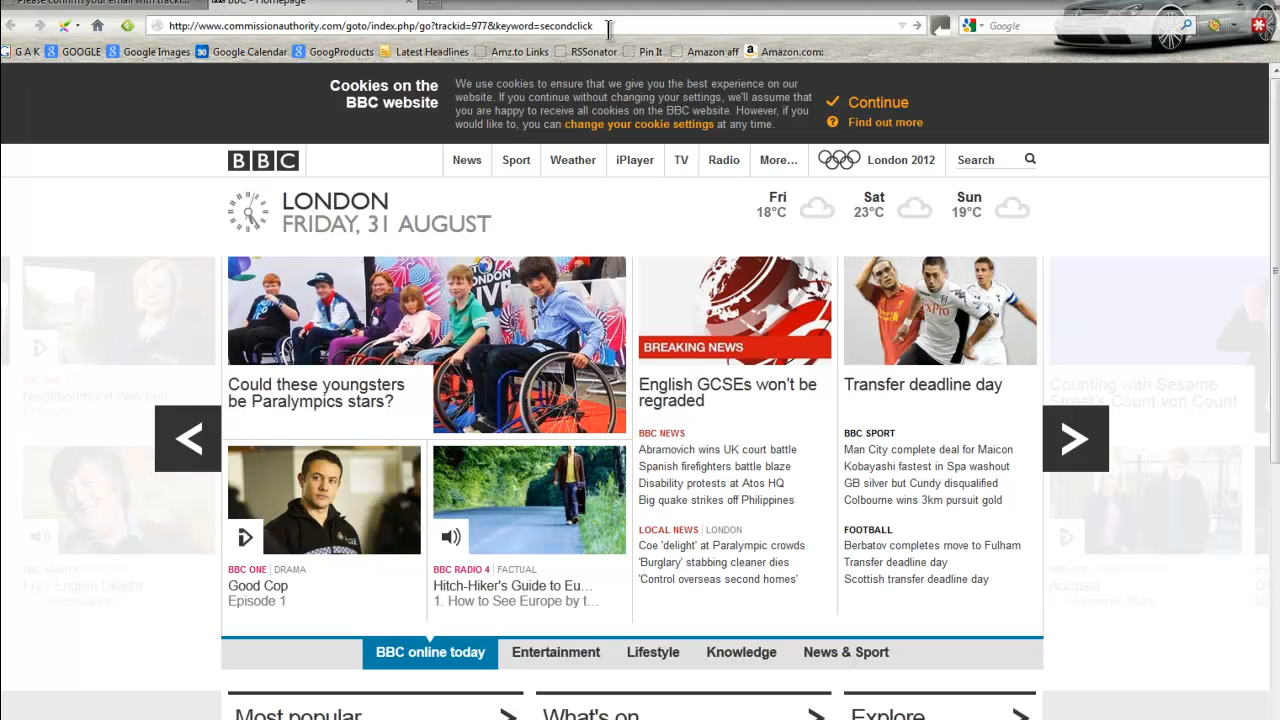 Please confirm your email with tracki...
BBC - Homepage
http://www.commissionauthority.com/goto/index.php/go?trackid=977&keyword=secondclick
Google
G A K GOOGLE Google Images Google Calendar GoogProducts Latest Headlines Amz.to Links RSSonator Pin It Amazon aff Amazon.com:
Cookies on the
BBC website
We use cookies to ensure that we give you the best experience on our
website. If you continue without changing your settings, we'll assume that
you are happy to receive all cookies on the BBC website. However, if you
would like to, you can change your cookie settings at any time.
Continue
Find out more
BBC
News Sport Weather iPlayer TV Radio More... London 2012 Search
LONDON
FRIDAY, 31 AUGUST
Fri
18°C
Sat
23°C
Sun
19°C
LONDON
LIVE
Could these youngsters
be Paralympics stars?
BREAKING NEWS
English GCSEs won't be
regraded
BBC NEWS
Abramovich wins UK court battle
Spanish firefighters battle blaze
Disability protests at Atos HQ
Big quake strikes off Philippines
LOCAL NEWS | LONDON
Coe 'delight' at Paralympic crowds
'Burglary' stabbing cleaner dies
'Control overseas second homes'
Transfer deadline day
BBC SPORT
Man City complete deal for Maicon
Kobayashi fastest in Spa washout
GB silver but Cundy disqualified
Colbourne wins 3km pursuit gold
FOOTBALL
Berbatov completes move to Fulham
Transfer deadline day
Scottish transfer deadline day
BBC ONE | DRAMA
Good Cop
Episode 1
BBC RADIO 4 | FACTUAL
Hitch-Hiker's Guide to Eu...
1. How to See Europe by t...
Fry's English Delight
Counting with Sesame
Street's Count von Count
Accused
BBC online today Entertainment Lifestyle Knowledge News & Sport
Most popular
What's on
Explore